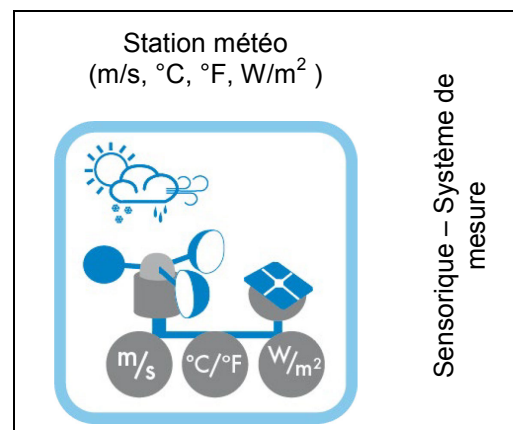 Station météo
(m/s, °C, °F, W/m² )
m/s
°C/°F
W/m²
Sensorique – Système de
mesure